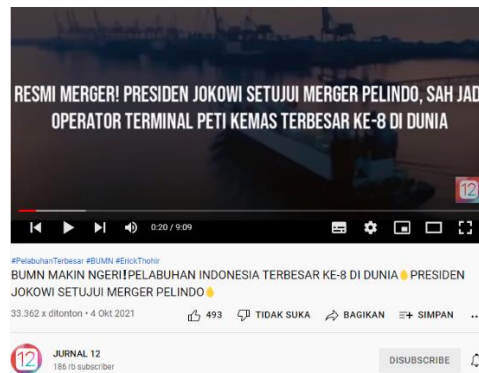 RESMI MERGER! PRESIDEN JOKOWI SETUJUI MERGER PELINDO, SAH JAD
OPERATOR TERMINAL PETI KEMAS TERBESAR KE-8 DI DUNIA
12
0:20 / 9:09
#PelabuhanTerbesar #BUMN #ErickThohir
BUMN MAKIN NGERI!PELABUHAN INDONESIA TERBESAR KE-8 DI DUNIA🔥PRESIDEN
JOKOWI SETUJUI MERGER PELINDO🔥
33.362 x ditonton • 4 Okt 2021 493 TIDAK SUKA BAGIKAN SIMPAN ...
12 JURNAL 12 DISUBSCRIBE
186 rb subscriber